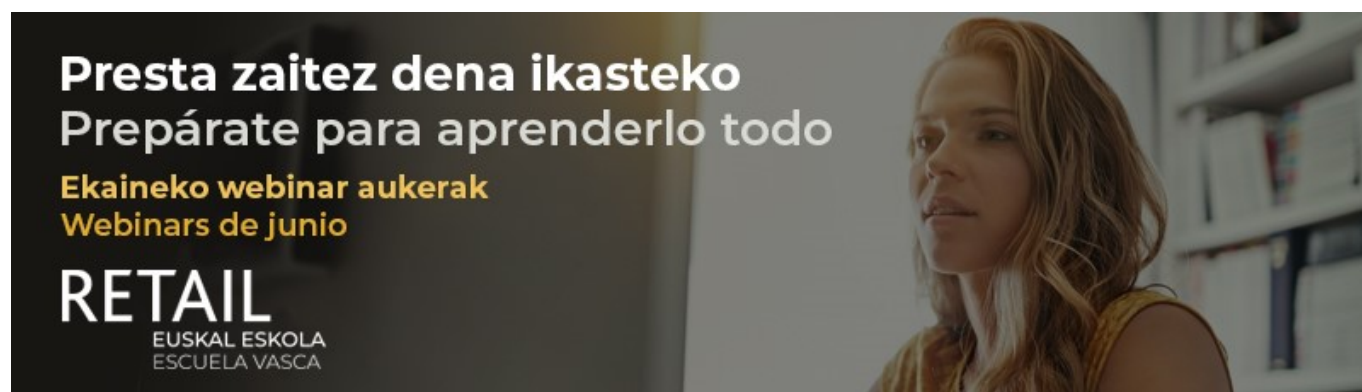 Presta zaitez dena ikasteko
Prepárate para aprenderlo todo
Ekaineko webinar aukerak
Webinars de junio
RETAIL
EUSKAL ESKOLA
ESCUELA VASCA